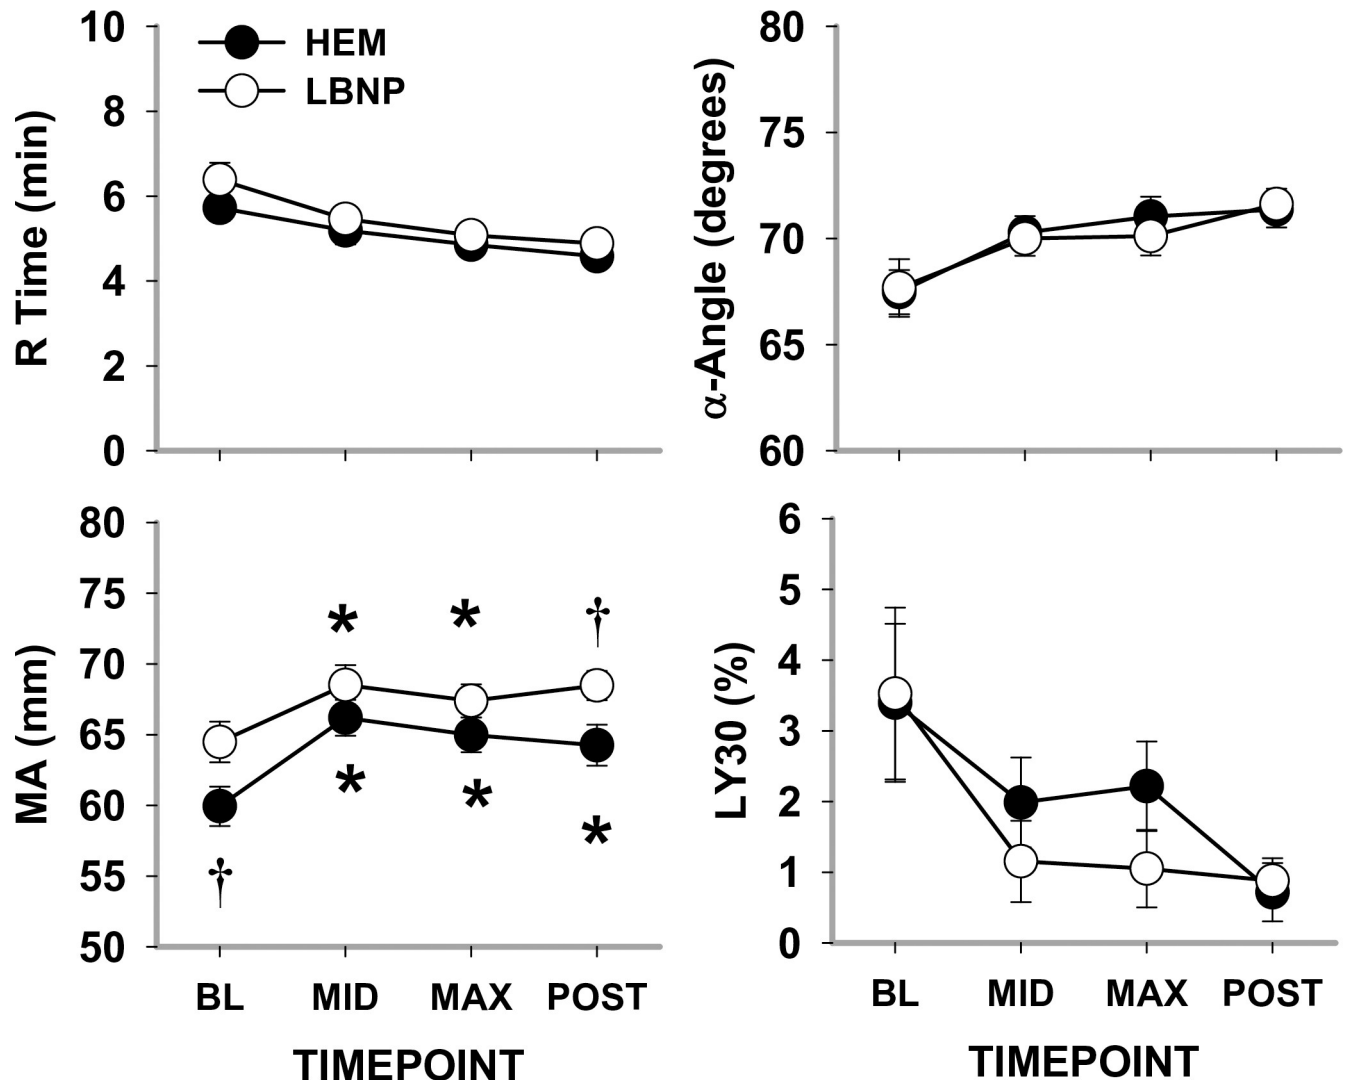 R Time (min)
10
8
6
4
2
0
HEM
LBNP
α-Angle (degrees)
80
75
70
65
60
MA (mm)
80
75
70
65
60
55
50
* * †
* * *
†
BL MID MAX POST
TIMEPOINT
LY30 (%)
6
5
4
3
2
1
0
BL MID MAX POST
TIMEPOINT